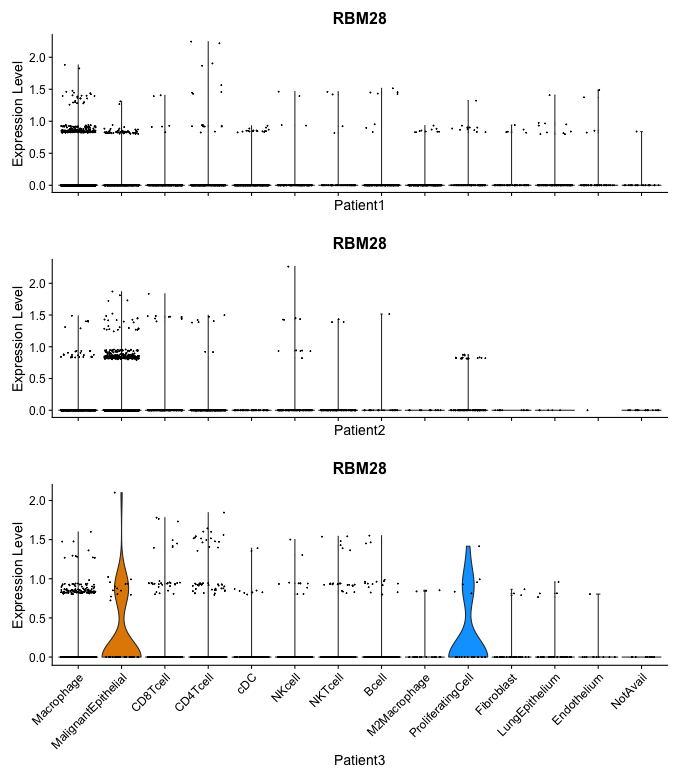 RBM28
Expression Level
2.0
1.5
1.0
0.5
0.0
Patient1
RBM28
Expression Level
2.0
1.5
1.0
0.5
0.0
Patient2
RBM28
Expression Level
2.0
1.5
1.0
0.5
0.0
Macrophage
MalignantEpithelial
CD8Tcell
CD4Tcell
cDC
NKcell
NKTcell
Bcell
M2Macrophage
ProliferatingCell
Fibroblast
LungEpithelium
Endothelium
NotAvail
Patient3